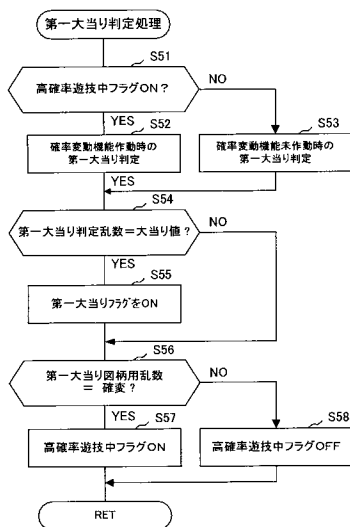 第一大当り判定処理
S51
高確率遊技中フラグON？
NO
YES
S52
S53
確率変動機能作動時の
第一大当り判定
確率変動機能未作動時の
第一大当り判定
YES
S54
第一大当り判定乱数＝大当り値？
NO
YES
S55
第一大当りフラグをON
S56
第一大当り図柄用乱数
＝ 確変？
NO
YES
S57
S58
高確率遊技中フラグON
高確率遊技中フラグOFF
RET